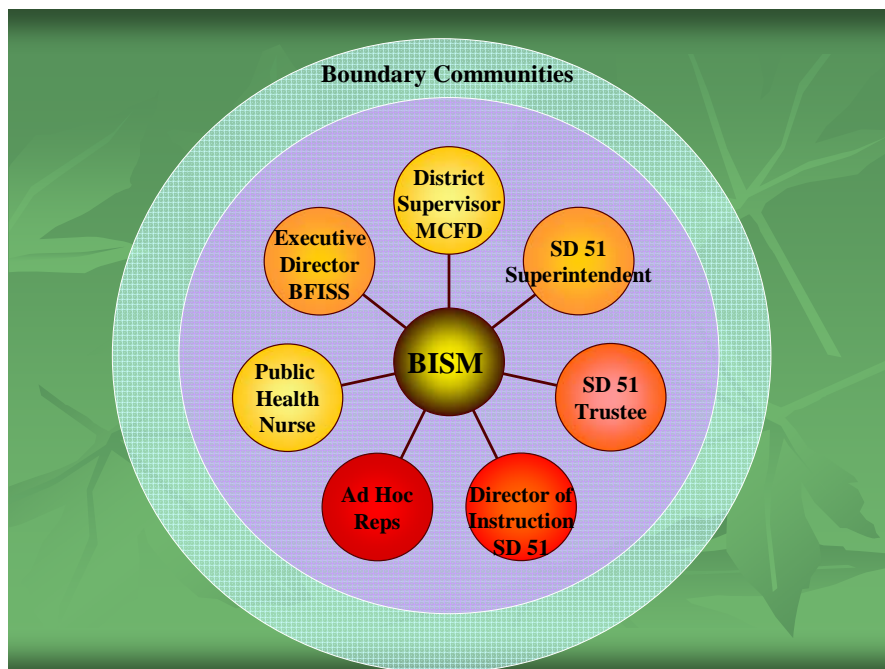 Boundary Communities
District
Supervisor
MCFD
SD 51
Superintendent
SD 51
Trustee
Director of
Instruction
SD 51
Ad Hoc
Reps
Public
Health
Nurse
Executive
Director
BFISS
BISM